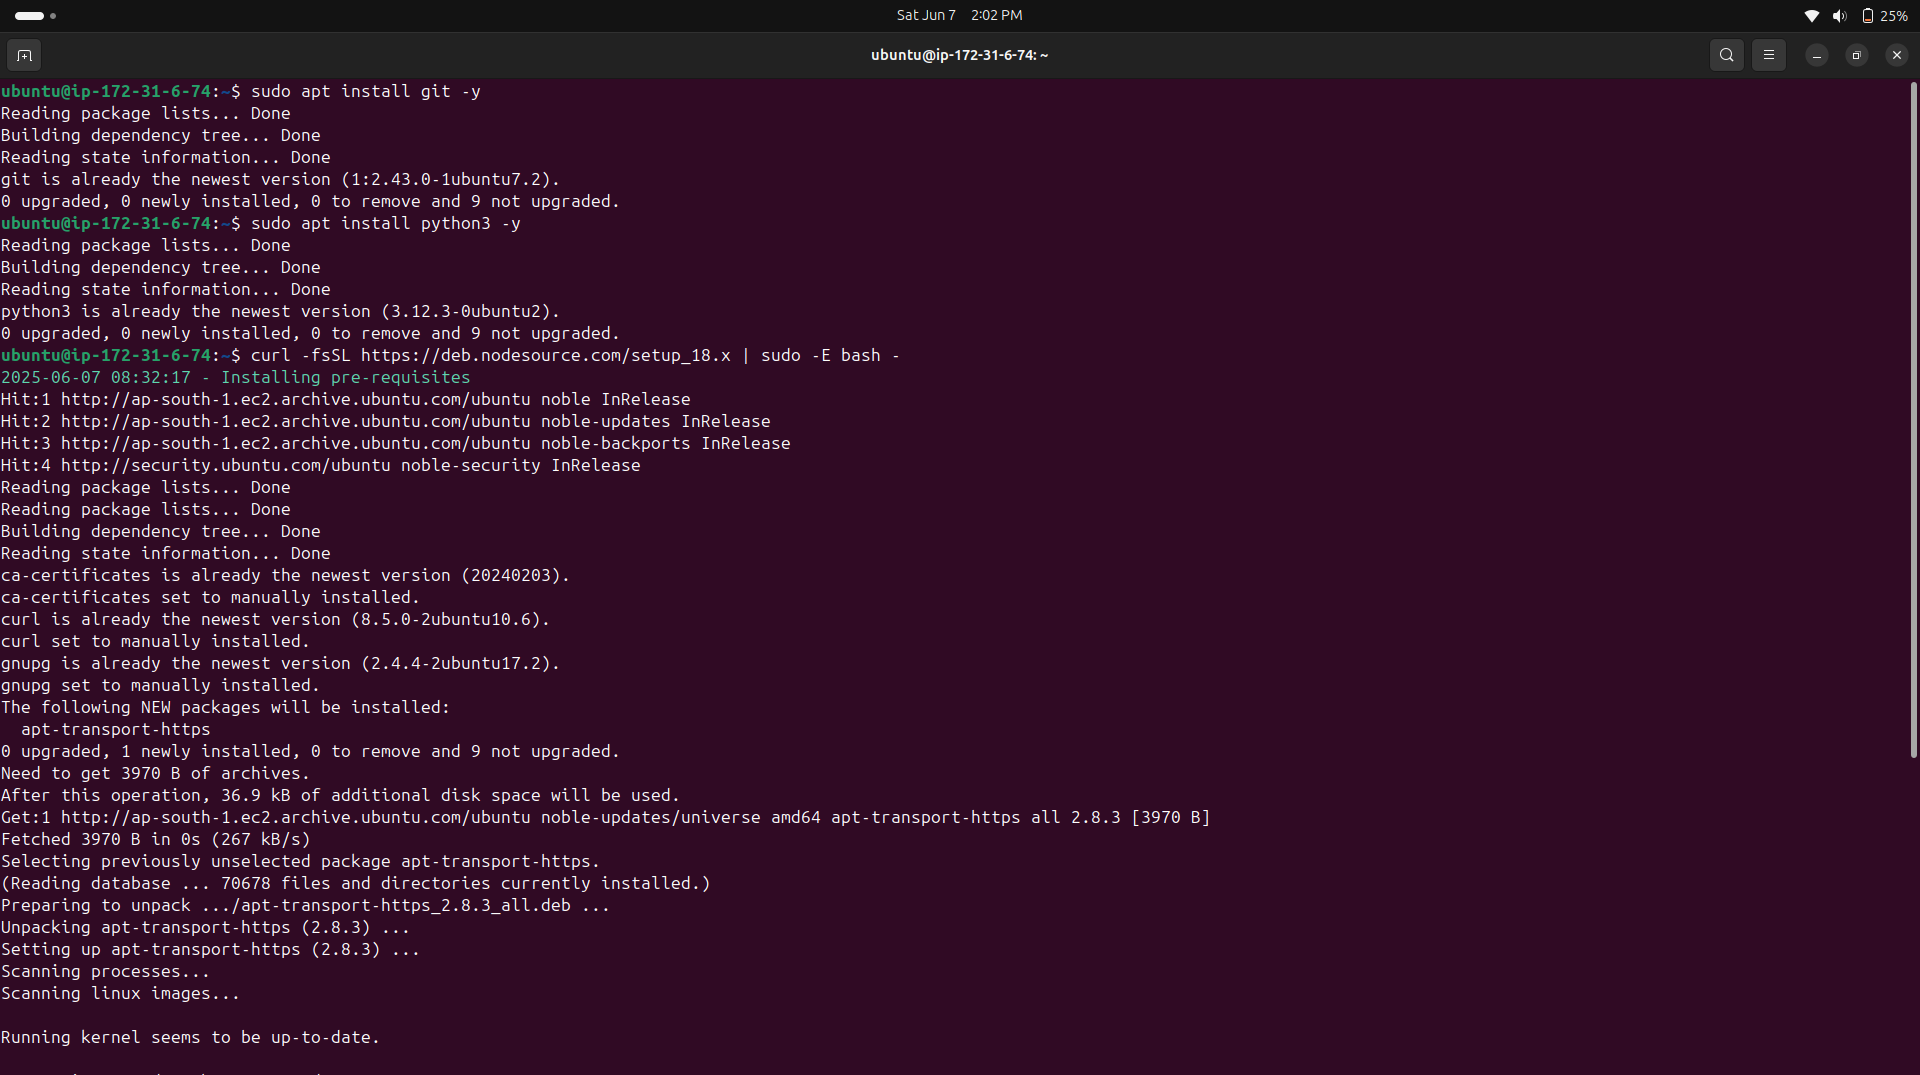 Sat Jun 7 2:02 PM
25%
ubuntu@ip-172-31-6-74: ~
ubuntu@ip-172-31-6-74:~$ sudo apt install git -y
Reading package lists... Done
Building dependency tree... Done
Reading state information... Done
git is already the newest version (1:2.43.0-1ubuntu7.2).
0 upgraded, 0 newly installed, 0 to remove and 9 not upgraded.
ubuntu@ip-172-31-6-74:~$ sudo apt install python3 -y
Reading package lists... Done
Building dependency tree... Done
Reading state information... Done
python3 is already the newest version (3.12.3-0ubuntu2).
0 upgraded, 0 newly installed, 0 to remove and 9 not upgraded.
ubuntu@ip-172-31-6-74:~$ curl -fsSL https://deb.nodesource.com/setup_18.x | sudo -E bash -
2025-06-07 08:32:17 - Installing pre-requisites
Hit:1 http://ap-south-1.ec2.archive.ubuntu.com/ubuntu noble InRelease
Hit:2 http://ap-south-1.ec2.archive.ubuntu.com/ubuntu noble-updates InRelease
Hit:3 http://ap-south-1.ec2.archive.ubuntu.com/ubuntu noble-backports InRelease
Hit:4 http://security.ubuntu.com/ubuntu noble-security InRelease
Reading package lists... Done
Reading package lists... Done
Building dependency tree... Done
Reading state information... Done
ca-certificates is already the newest version (20240203).
ca-certificates set to manually installed.
curl is already the newest version (8.5.0-2ubuntu10.6).
curl set to manually installed.
gnupg is already the newest version (2.4.4-2ubuntu17.2).
gnupg set to manually installed.
The following NEW packages will be installed:
  apt-transport-https
0 upgraded, 1 newly installed, 0 to remove and 9 not upgraded.
Need to get 3970 B of archives.
After this operation, 36.9 kB of additional disk space will be used.
Get:1 http://ap-south-1.ec2.archive.ubuntu.com/ubuntu noble-updates/universe amd64 apt-transport-https all 2.8.3 [3970 B]
Fetched 3970 B in 0s (267 kB/s)
Selecting previously unselected package apt-transport-https.
(Reading database ... 70678 files and directories currently installed.)
Preparing to unpack .../apt-transport-https_2.8.3_all.deb ...
Unpacking apt-transport-https (2.8.3) ...
Setting up apt-transport-https (2.8.3) ...
Scanning processes...
Scanning linux images...
Running kernel seems to be up-to-date.